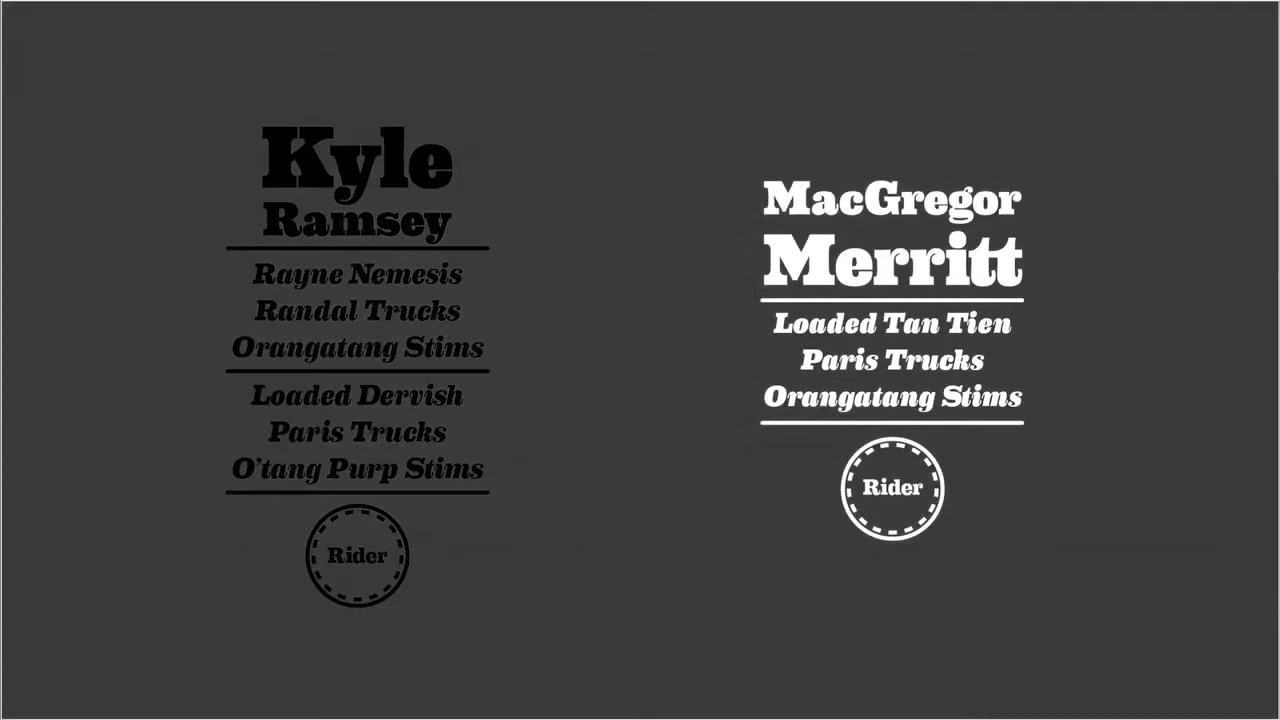 Kyle
Ramsey
Rayne Nemesis
Randal Trucks
Orangatang Stims
Loaded Dervish
Paris Trucks
O'tang Purp Stims
Rider
MacGregor
Merritt
Loaded Tan Tien
Paris Trucks
Orangatang Stims
Rider